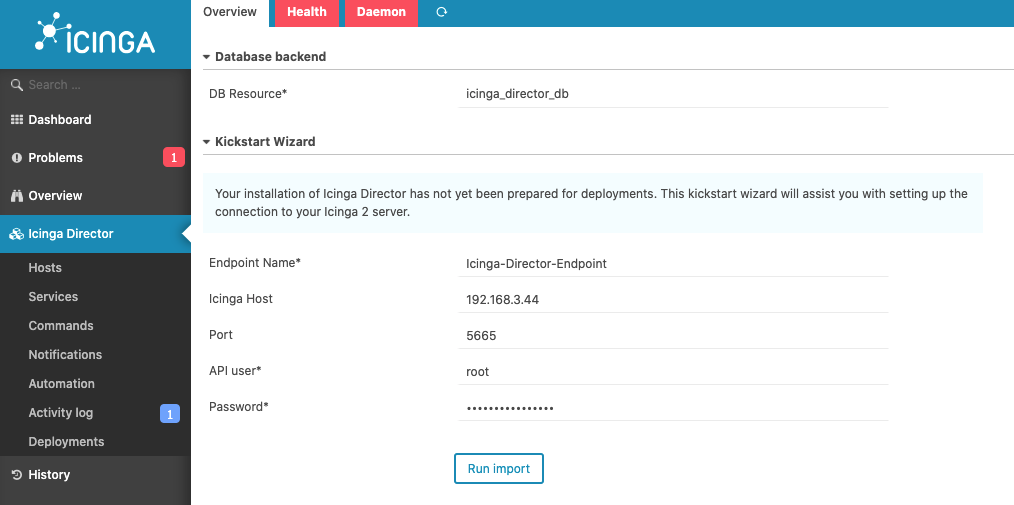 Overview Health Daemon
ICINGA
Database backend
Search ...
DB Resource* icinga_director_db
Dashboard
Kickstart Wizard
Problems 1
Your installation of Icinga Director has not yet been prepared for deployments. This kickstart wizard will assist you with setting up the
connection to your Icinga 2 server.
Overview
Icinga Director
Endpoint Name* Icinga-Director-Endpoint
Hosts
Icinga Host 192.168.3.44
Services
Commands
Port 5665
Notifications
API user* root
Automation
Password* ••••••••••••••••
Activity log 1
Deployments
Run import
History